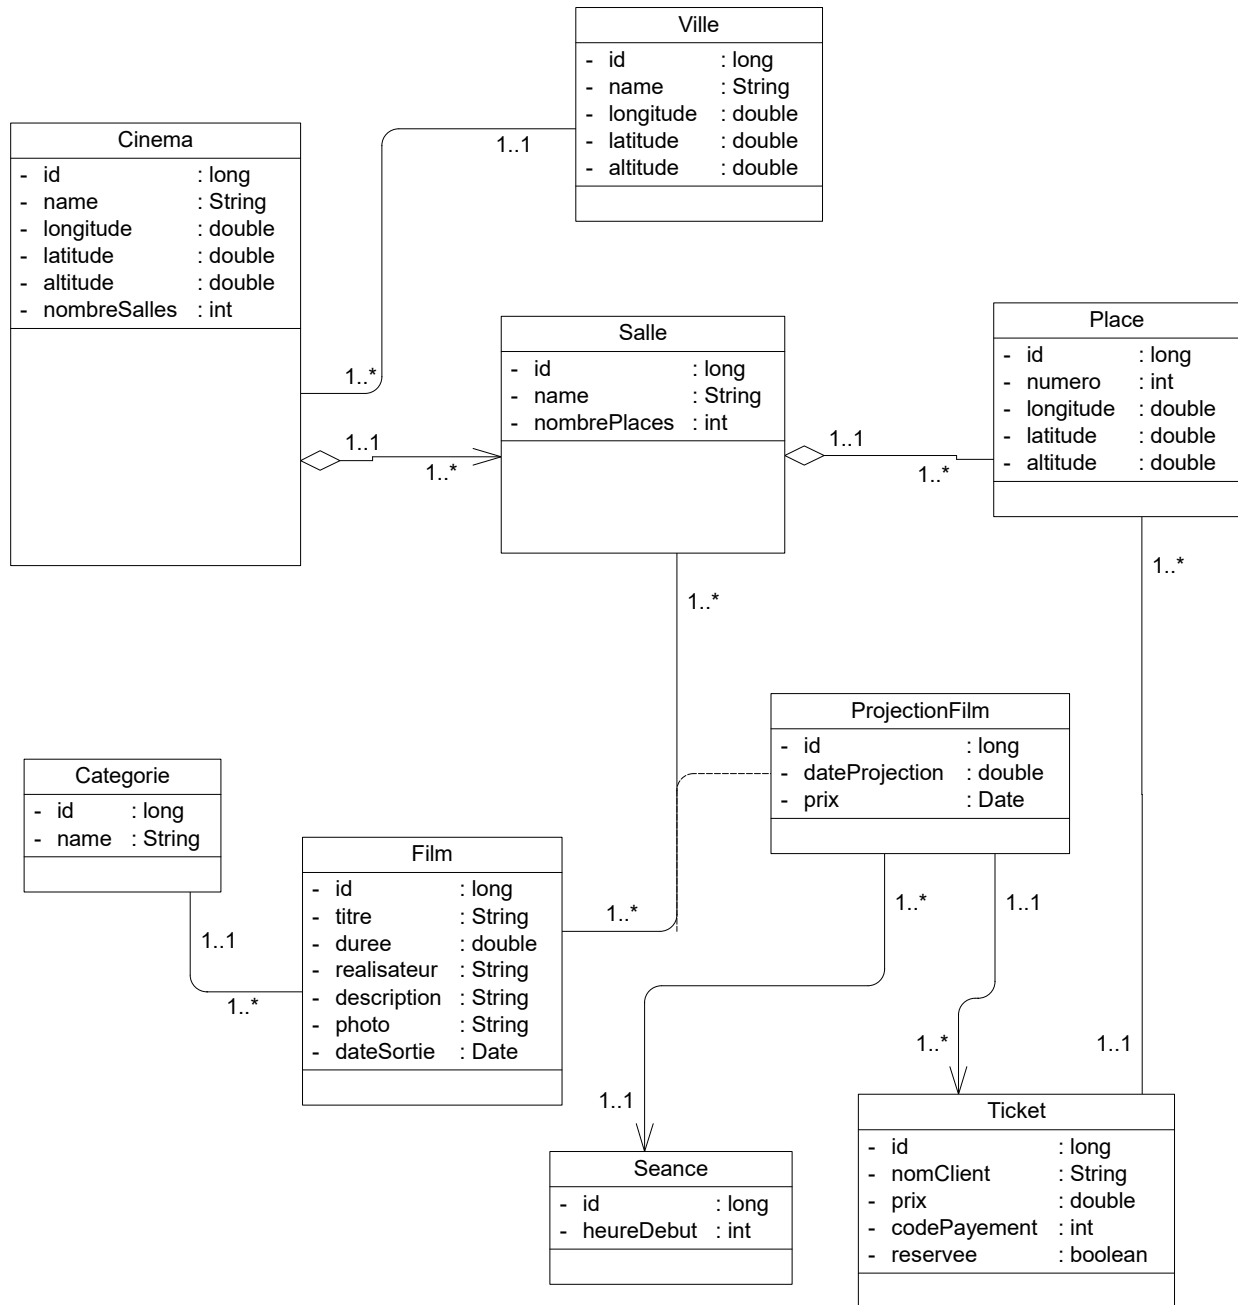 Ville
- id : long
- name : String
- longitude : double
- latitude : double
- altitude : double
Cinema
- id : long
- name : String
- longitude : double
- latitude : double
- altitude : double
- nombreSalles : int
1..1
1..*
Salle
- id : long
- name : String
- nombrePlaces : int
Place
- id : long
- numero : int
- longitude : double
- latitude : double
- altitude : double
1..1
1..*
1..1
1..*
1..*
1..*
ProjectionFilm
- id : long
- dateProjection : double
- prix : Date
Categorie
- id : long
- name : String
Film
- id : long
- titre : String
- duree : double
- realisateur : String
- description : String
- photo : String
- dateSortie : Date
1..*
1..*
1..1
1..1
1..*
1..*
1..1
1..1
Seance
- id : long
- heureDebut : int
Ticket
- id : long
- nomClient : String
- prix : double
- codePayement : int
- reservee : boolean